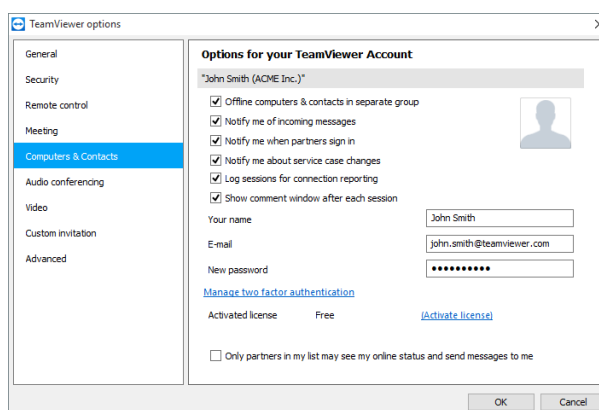 TeamViewer options
General
Security
Remote control
Meeting
Computers & Contacts
Audio conferencing
Video
Custom invitation
Advanced
Options for your TeamViewer Account
"John Smith (ACME Inc.)"
Offline computers & contacts in separate group
Notify me of incoming messages
Notify me when partners sign in
Notify me about service case changes
Log sessions for connection reporting
Show comment window after each session
Your name John Smith
E-mail john.smith@teamviewer.com
New password ••••••••••
Manage two factor authentication
Activated license Free (Activate license)
Only partners in my list may see my online status and send messages to me
OK Cancel